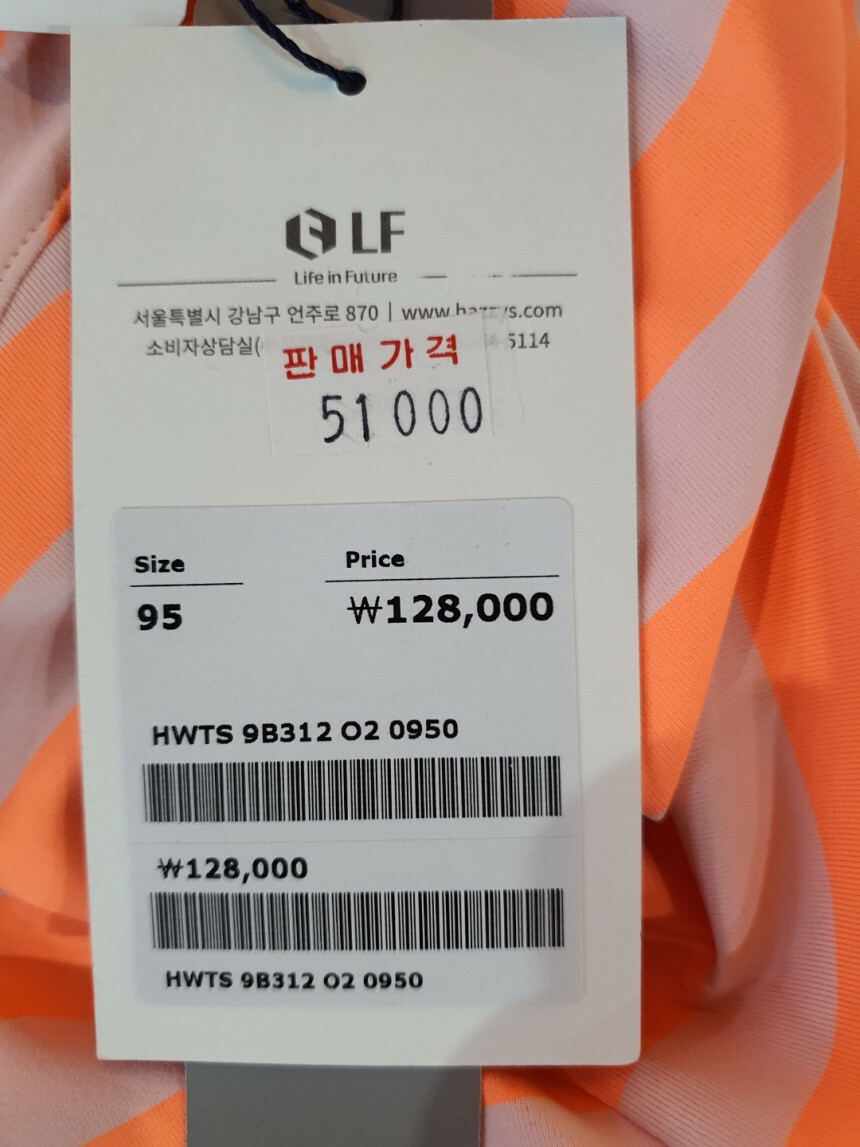 LF
Life in Future
서울특별시 강남구 언주로 870 | www.hazzys.com
소비자상담실( 5114
판매가격
51000
Size Price
95 ₩128,000
HWTS 9B312 O2 0950
₩128,000
HWTS 9B312 O2 0950